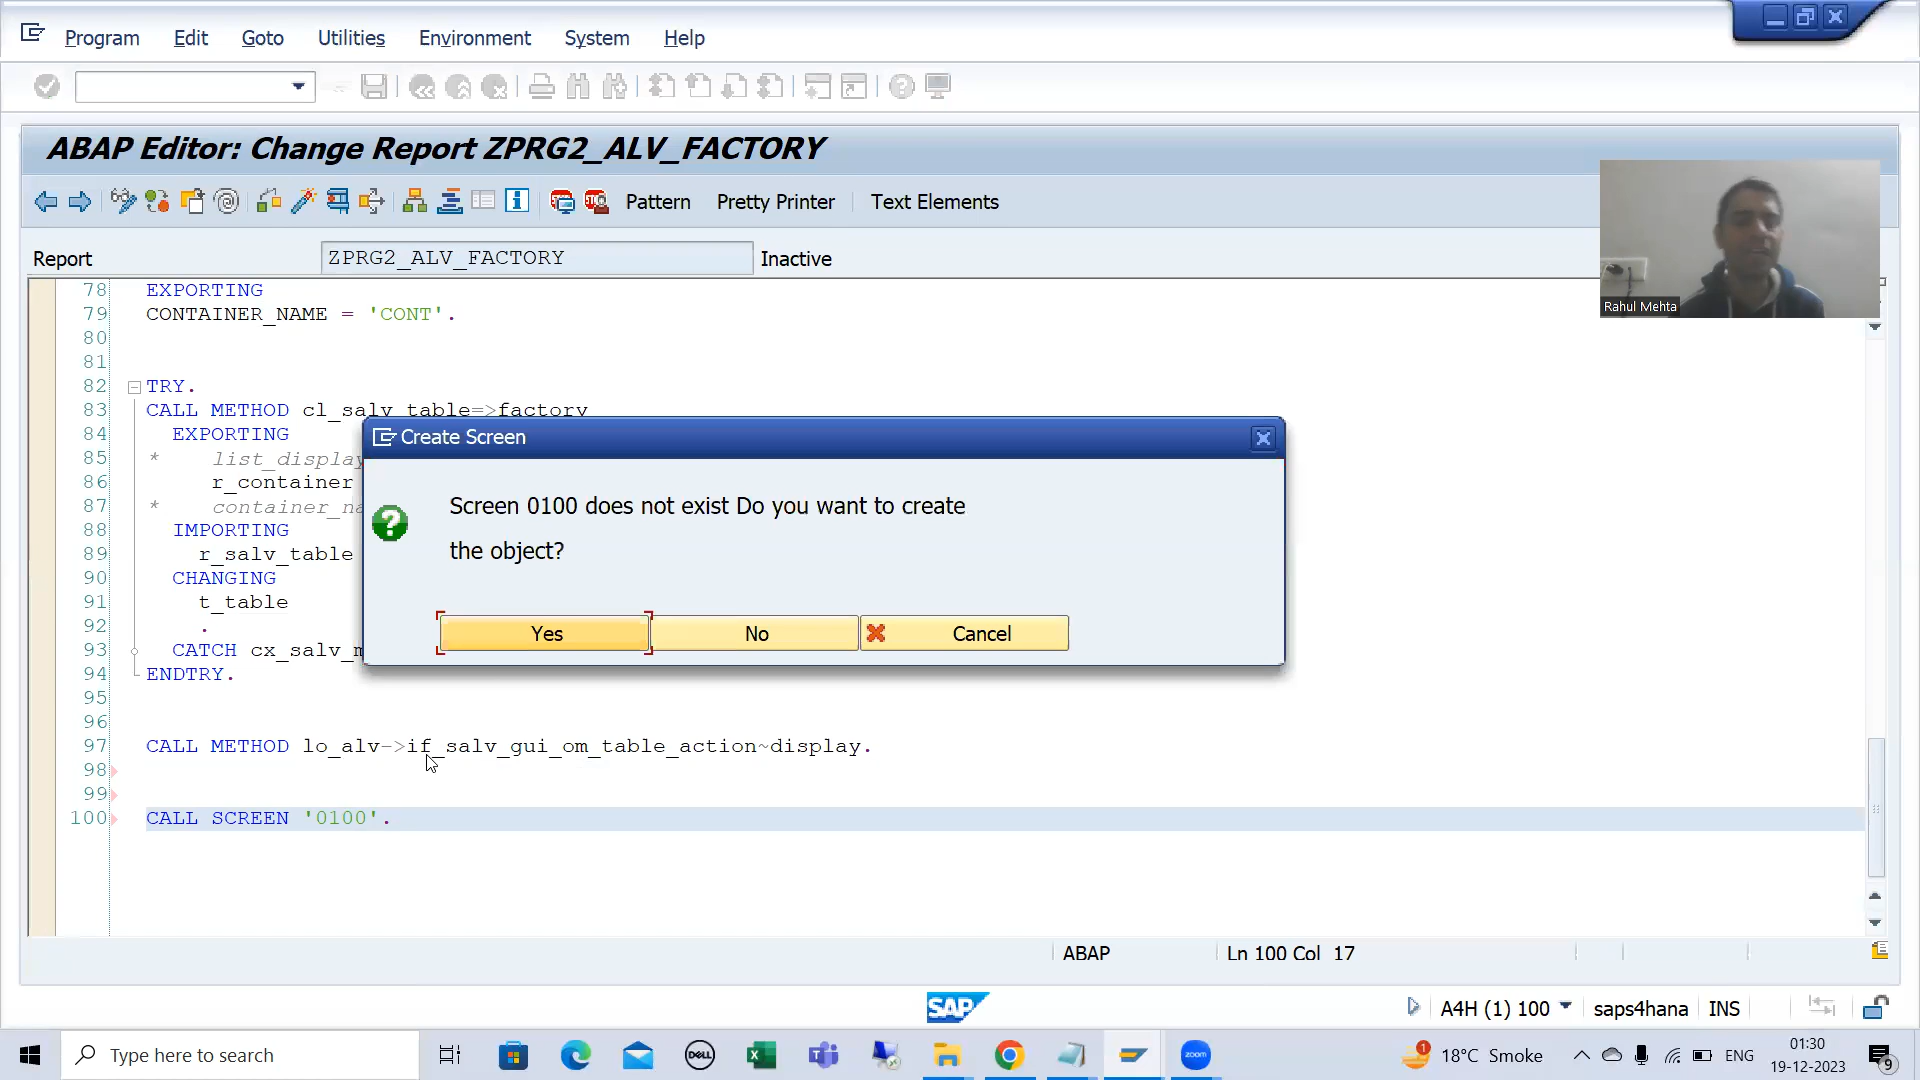 Program Edit Goto Utilities Environment System Help
ABAP Editor: Change Report ZPRG2_ALV_FACTORY
Pattern Pretty Printer Text Elements
Report ZPRG2_ALV_FACTORY Inactive
Rahul Mehta
78 EXPORTING
79 CONTAINER_NAME = 'CONT'.
80
81
82 TRY.
83 CALL METHOD cl_salv_table=>factory
84 EXPORTING
85 * list_display
86 r_container
87 * container_na
88 IMPORTING
89 r_salv_table
90 CHANGING
91 t_table
92 .
93 CATCH cx_salv_m
94 ENDTRY.
95
96
97 CALL METHOD lo_alv->if_salv_gui_om_table_action~display.
98
99
100 CALL SCREEN '0100'.
Create Screen
Screen 0100 does not exist Do you want to create
the object?
Yes No Cancel
ABAP Ln 100 Col 17
SAP A4H (1) 100 saps4hana INS
Type here to search DELL zoom 1 18°C Smoke ENG 01:30
19-12-2023 9